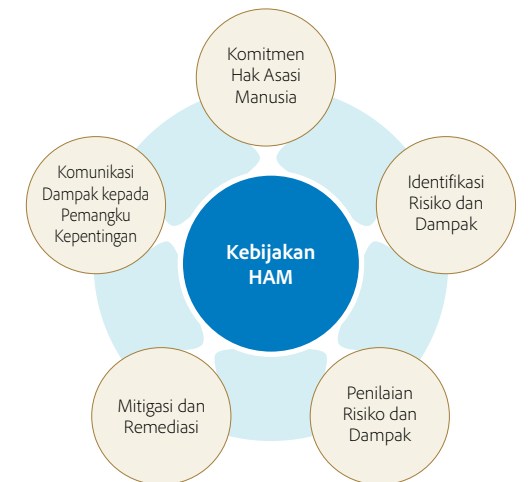 Komitmen
Hak Asasi
Manusia
Identifikasi
Risiko dan
Dampak
Penilaian
Risiko dan
Dampak
Mitigasi dan
Remediasi
Komunikasi
Dampak kepada
Pemangku
Kepentingan
Kebijakan
HAM